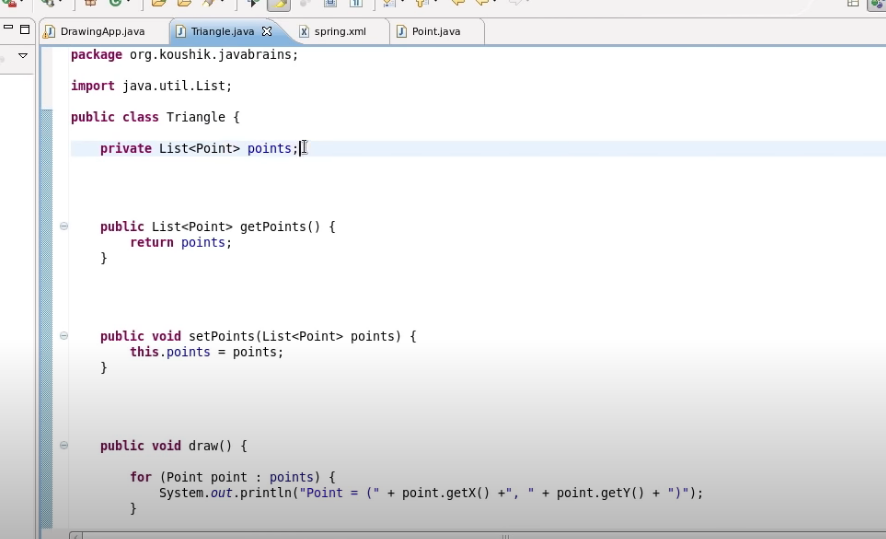 DrawingApp.java
Triangle.java
spring.xml
Point.java
package org.koushik.javabrains;
import java.util.List;
public class Triangle {
private List<Point> points;
public List<Point> getPoints() {
return points;
}
public void setPoints(List<Point> points) {
this.points = points;
}
public void draw() {
for (Point point : points) {
System.out.println("Point = (" + point.getX() +", " + point.getY() + ")");
}